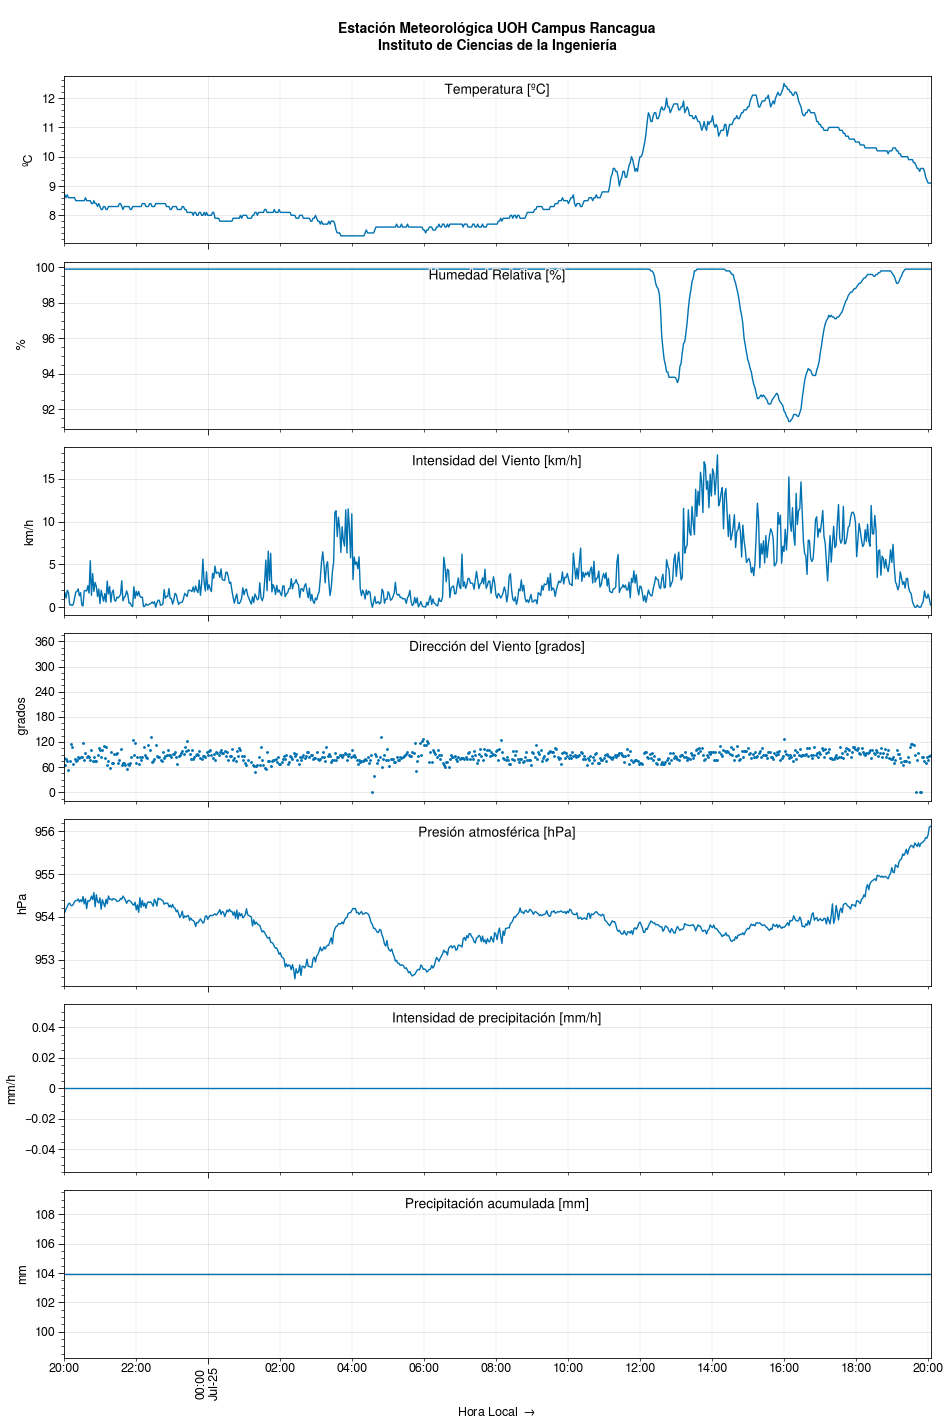 Estación Meteorológica UOH Campus Rancagua
Instituto de Ciencias de la Ingeniería
Temperatura [ºC]
ºC
12
11
10
9
8
Humedad Relativa [%]
%
100
98
96
94
92
Intensidad del Viento [km/h]
km/h
15
10
5
0
Dirección del Viento [grados]
grados
360
300
240
180
120
60
0
Presión atmosférica [hPa]
hPa
956
955
954
953
Intensidad de precipitación [mm/h]
mm/h
0.04
0.02
0
−0.02
−0.04
Precipitación acumulada [mm]
mm
108
106
104
102
100
20:00 22:00 00:00 02:00 04:00 06:00 08:00 10:00 12:00 14:00 16:00 18:00 20:00
Jul-25
Hora Local →